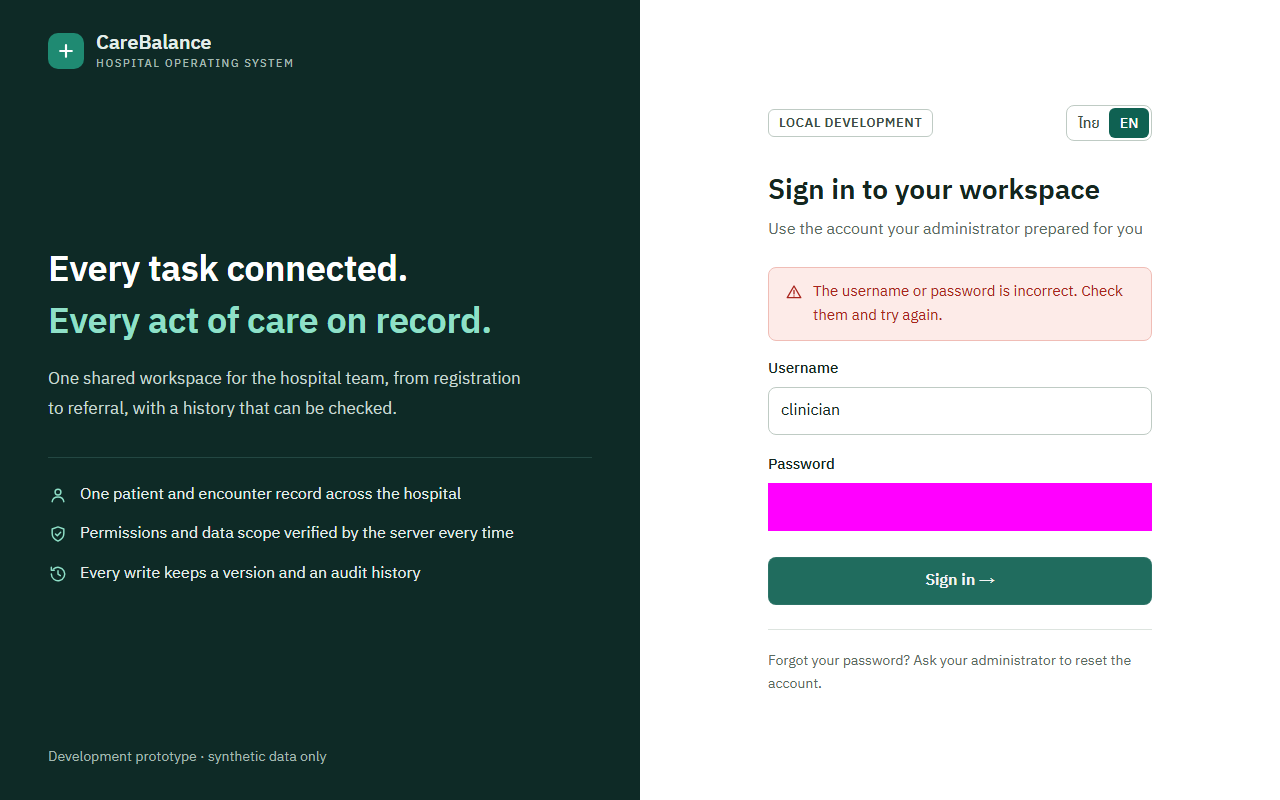 CareBalance
HOSPITAL OPERATING SYSTEM
Every task connected.
Every act of care on record.
One shared workspace for the hospital team, from registration
to referral, with a history that can be checked.
One patient and encounter record across the hospital
Permissions and data scope verified by the server every time
Every write keeps a version and an audit history
Development prototype · synthetic data only
LOCAL DEVELOPMENT
ไทย EN
Sign in to your workspace
Use the account your administrator prepared for you
The username or password is incorrect. Check
them and try again.
Username
clinician
Password
Sign in →
Forgot your password? Ask your administrator to reset the
account.